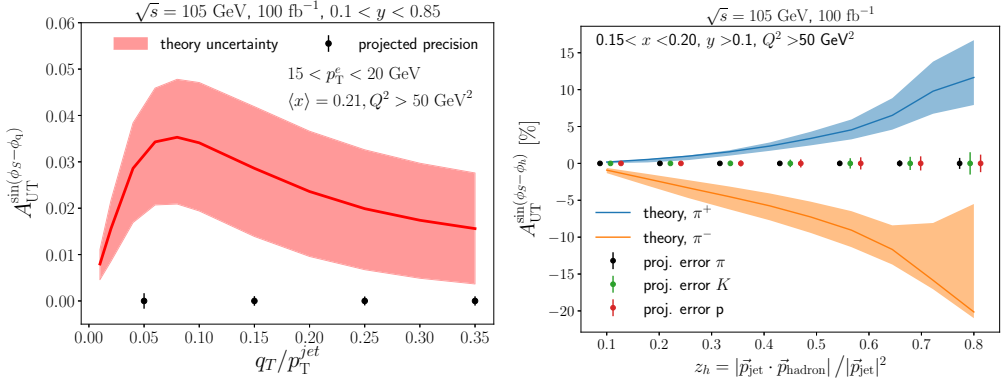 √s = 105 GeV, 100 fb⁻¹, 0.1 < y < 0.85
theory uncertainty
projected precision
15 < p_T^e < 20 GeV
⟨x⟩ = 0.21, Q² > 50 GeV²
A_UT^sin(ϕ_S−ϕ_q)
0.05
0.04
0.03
0.02
0.01
0.00
0.00 0.05 0.10 0.15 0.20 0.25 0.30 0.35
q_T/p_T^jet
√s = 105 GeV, 100 fb⁻¹
0.15< x <0.20, y >0.1, Q² >50 GeV²
A_UT^sin(ϕ_S−ϕ_h) [%]
15
10
5
0
−5
−10
−15
−20
theory, π⁺
theory, π⁻
proj. error π
proj. error K
proj. error p
0.1 0.2 0.3 0.4 0.5 0.6 0.7 0.8
z_h = |p⃗_jet · p⃗_hadron| / |p⃗_jet|²